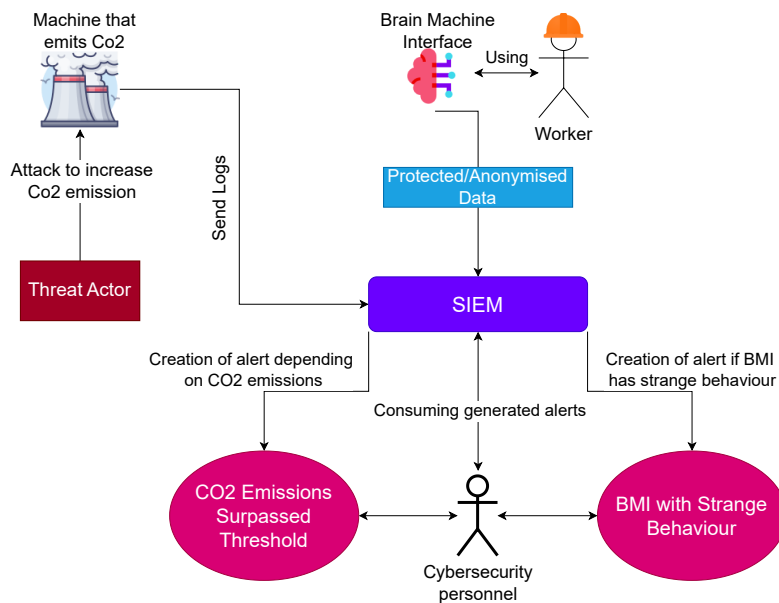 Machine that
emits Co2
Brain Machine
Interface
Using
Worker
Attack to increase
Co2 emission
Send Logs
Protected/Anonymised
Data
Threat Actor
SIEM
Creation of alert depending
on CO2 emissions
Creation of alert if BMI
has strange behaviour
Consuming generated alerts
CO2 Emissions
Surpassed
Threshold
BMI with Strange
Behaviour
Cybersecurity
personnel